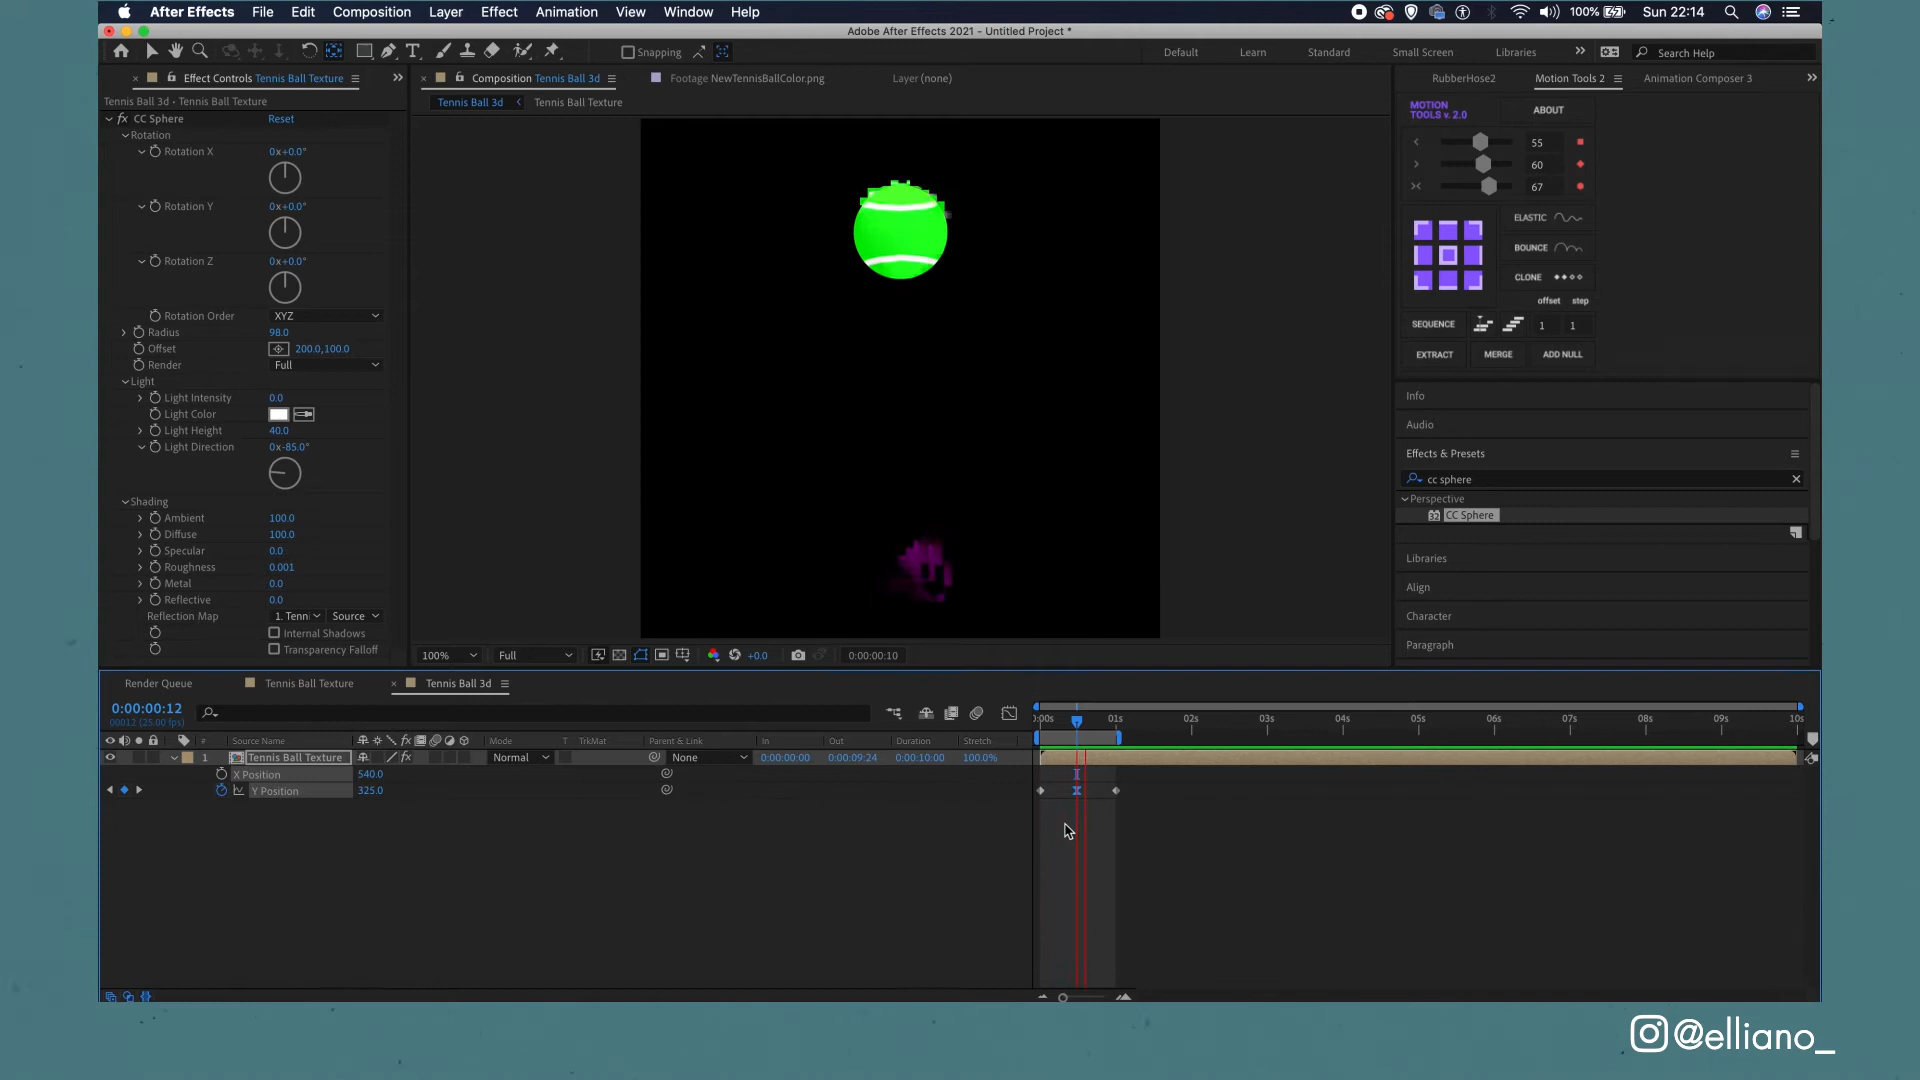 After Effects File Edit Composition Layer Effect Animation View Window Help 100% Sun 22:14
Adobe After Effects 2021 - Untitled Project *
Snapping Default Learn Standard Small Screen Libraries Search Help
Effect Controls Tennis Ball Texture Composition Tennis Ball 3d Footage NewTennisBallColor.png Layer (none) RubberHose2 Motion Tools 2 Animation Composer 3
Tennis Ball 3d • Tennis Ball Texture Tennis Ball 3d Tennis Ball Texture
fx CC Sphere Reset
Rotation
Rotation X 0x+0.0°
Rotation Y 0x+0.0°
Rotation Z 0x+0.0°
Rotation Order XYZ
Radius 98.0
Offset 200.0,100.0
Render Full
Light
Light Intensity 0.0
Light Color
Light Height 40.0
Light Direction 0x-85.0°
Shading
Ambient 100.0
Diffuse 100.0
Specular 0.0
Roughness 0.001
Metal 0.0
Reflective 0.0
Reflection Map 1. Tenni Source
Internal Shadows
Transparency Falloff
100% Full +0.0 0:00:00:10
MOTION TOOLS v. 2.0 ABOUT
55
60
67
ELASTIC
BOUNCE
CLONE
offset step
SEQUENCE 1 1
EXTRACT MERGE ADD NULL
Info
Audio
Effects & Presets
cc sphere
Perspective
32 CC Sphere
Libraries
Align
Character
Paragraph
Render Queue Tennis Ball Texture Tennis Ball 3d
0:00:00:12
00012 (25.00 fps)
0:00s 01s 02s 03s 04s 05s 06s 07s 08s 09s 10s
# Source Name fx Mode T TrkMat Parent & Link In Out Duration Stretch
1 Tennis Ball Texture fx Normal None 0:00:00:00 0:00:09:24 0:00:10:00 100.0%
X Position 540.0
Y Position 325.0
@elliano_